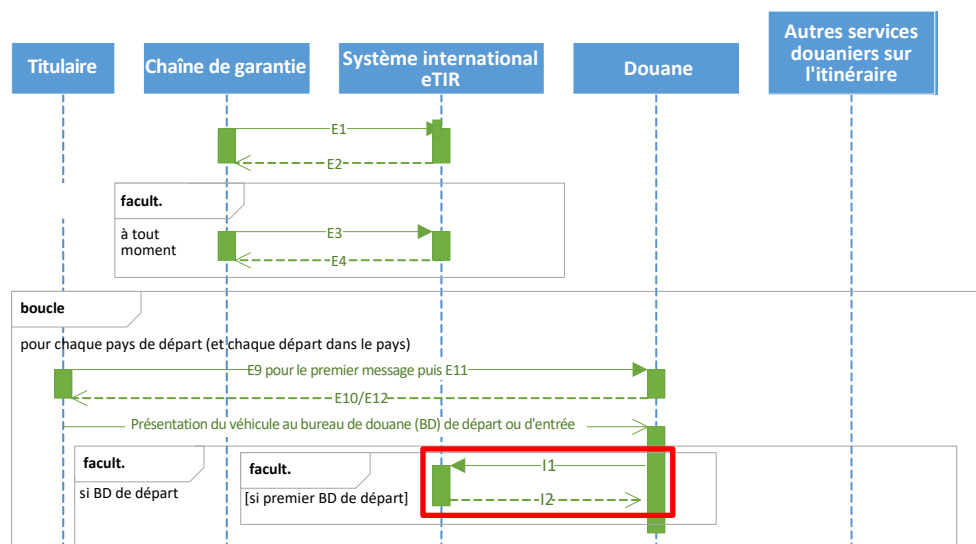 Titulaire
Chaîne de garantie
Système international
eTIR
Douane
Autres services
douaniers sur
l'itinéraire
E1
E2
facult.
à tout
moment
E3
E4
boucle
pour chaque pays de départ (et chaque départ dans le pays)
E9 pour le premier message puis E11
E10/E12
Présentation du véhicule au bureau de douane (BD) de départ ou d'entrée
facult.
si BD de départ
facult.
[si premier BD de départ]
I1
I2